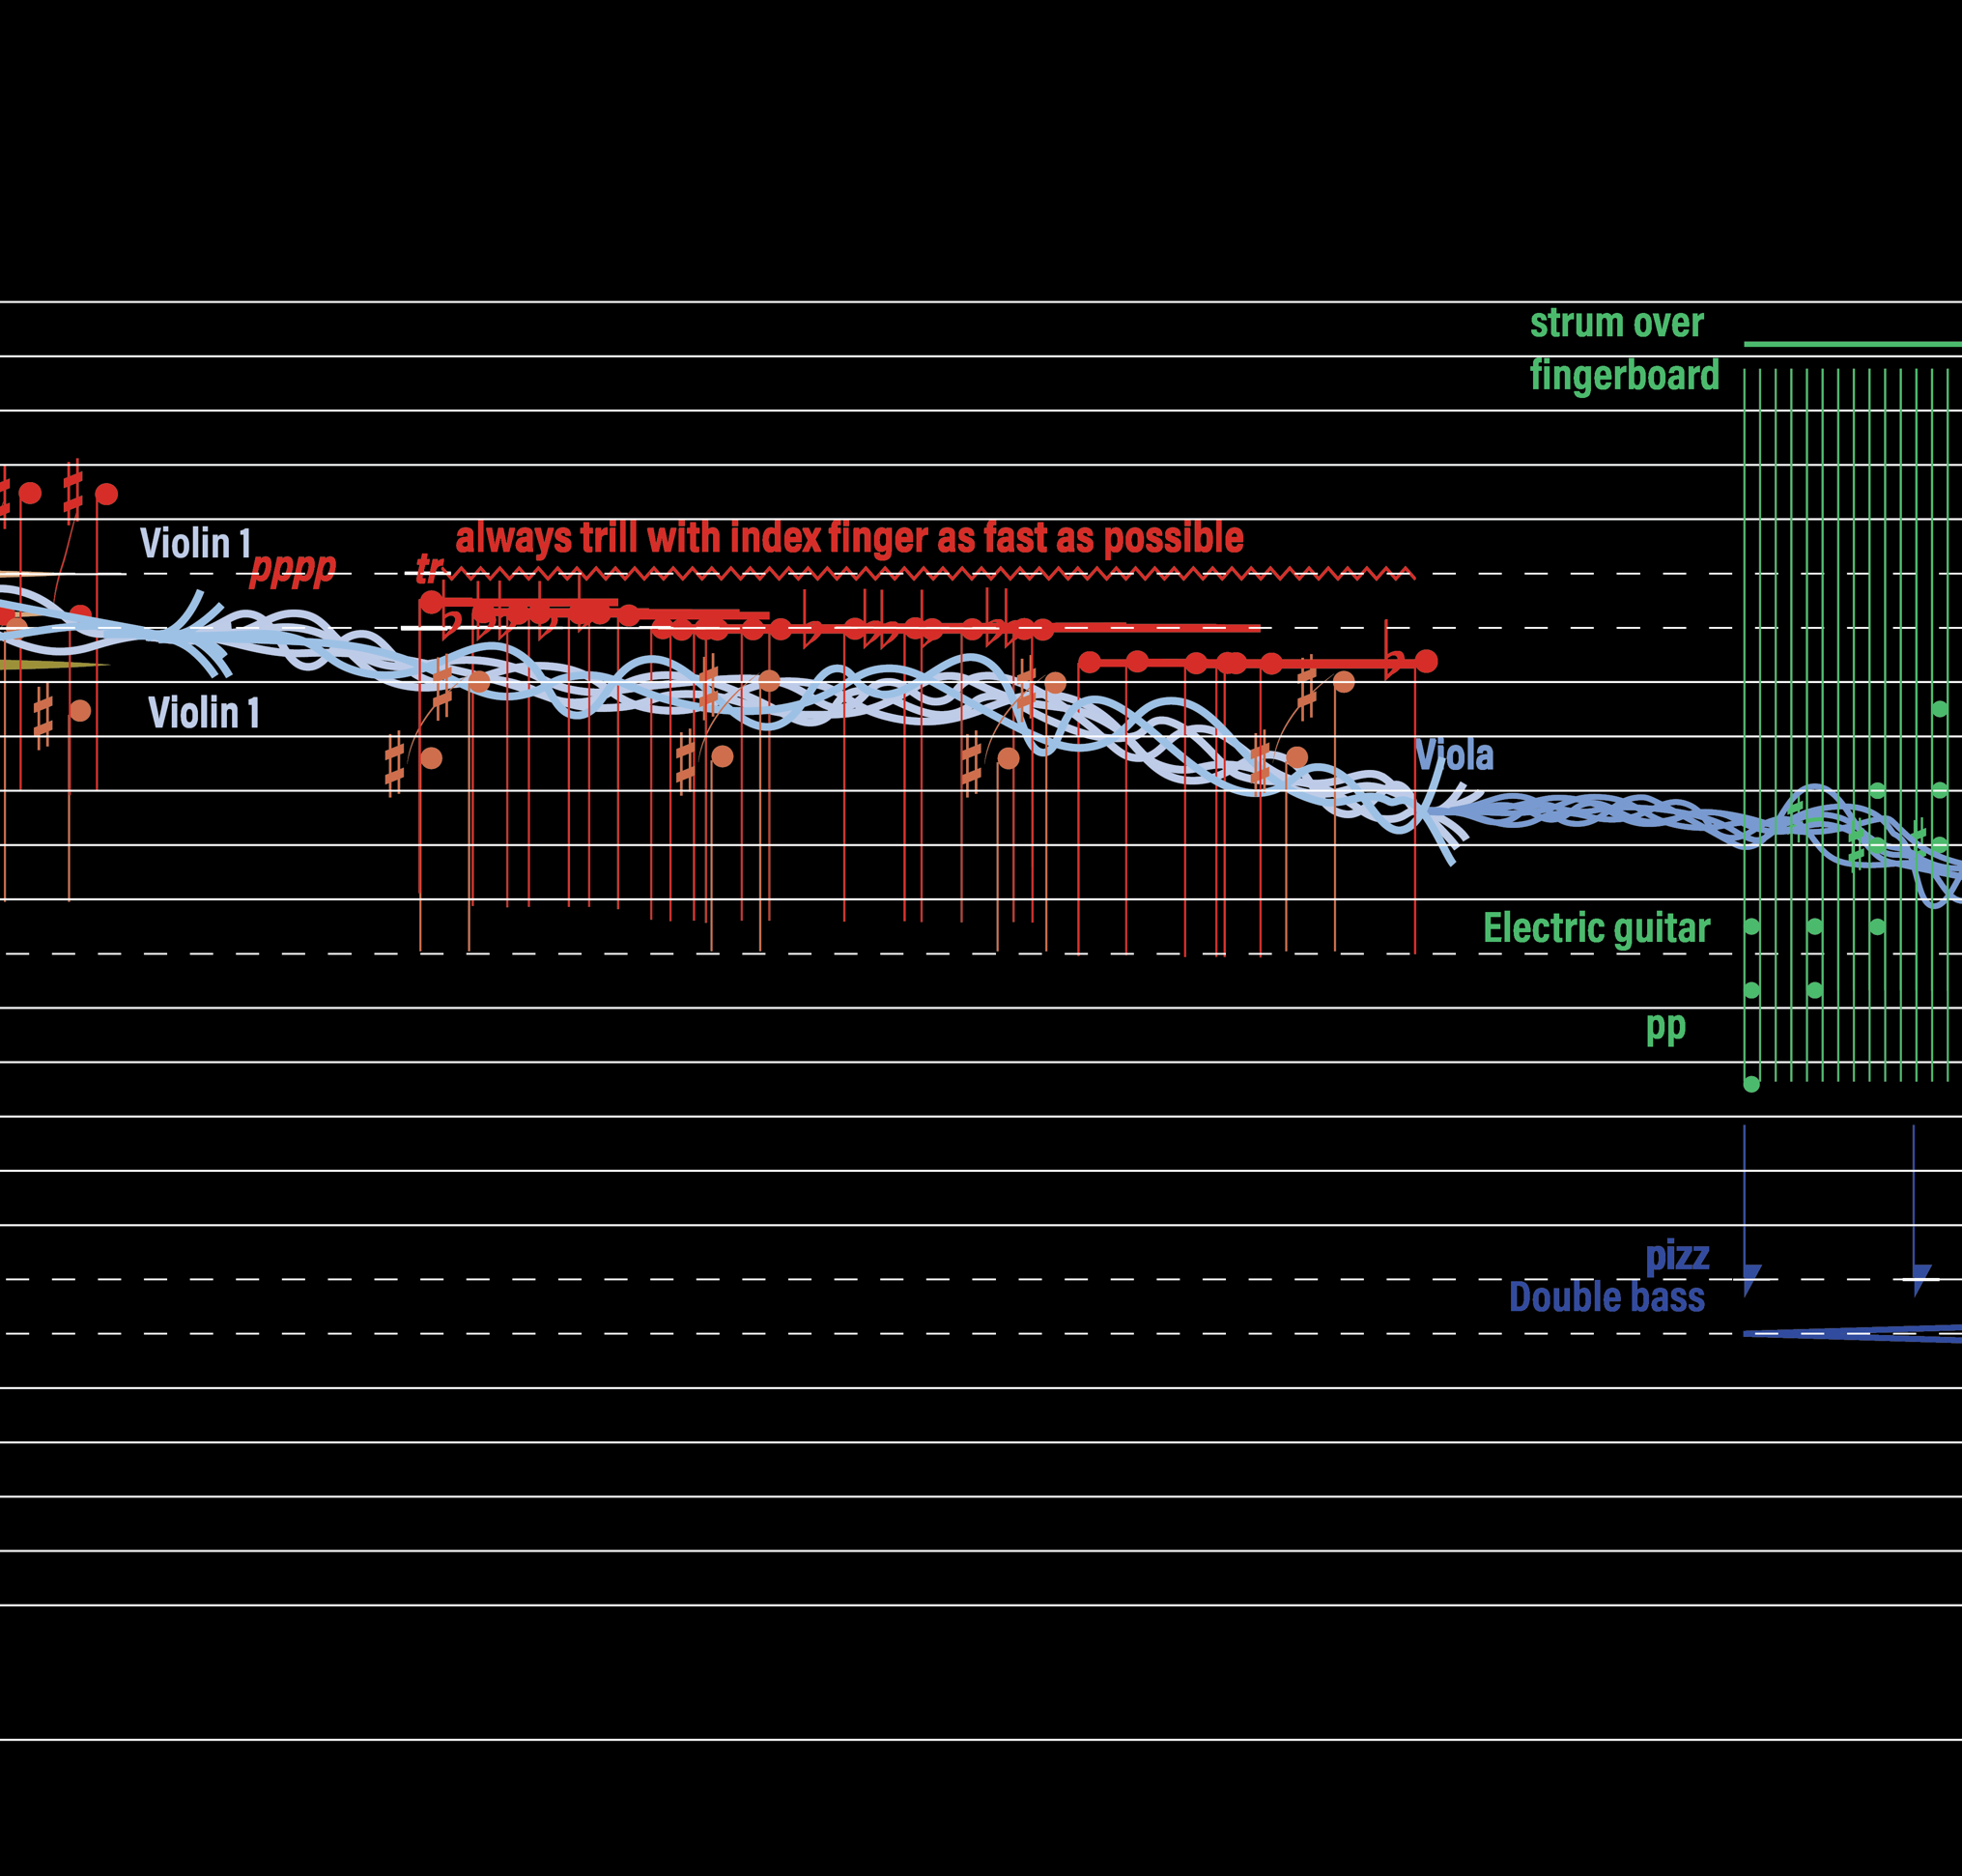 strum over
fingerboard
Violin 1
pppp
tr
always trill with index finger as fast as possible
Violin 1
Viola
Electric guitar
pp
pizz
Double bass